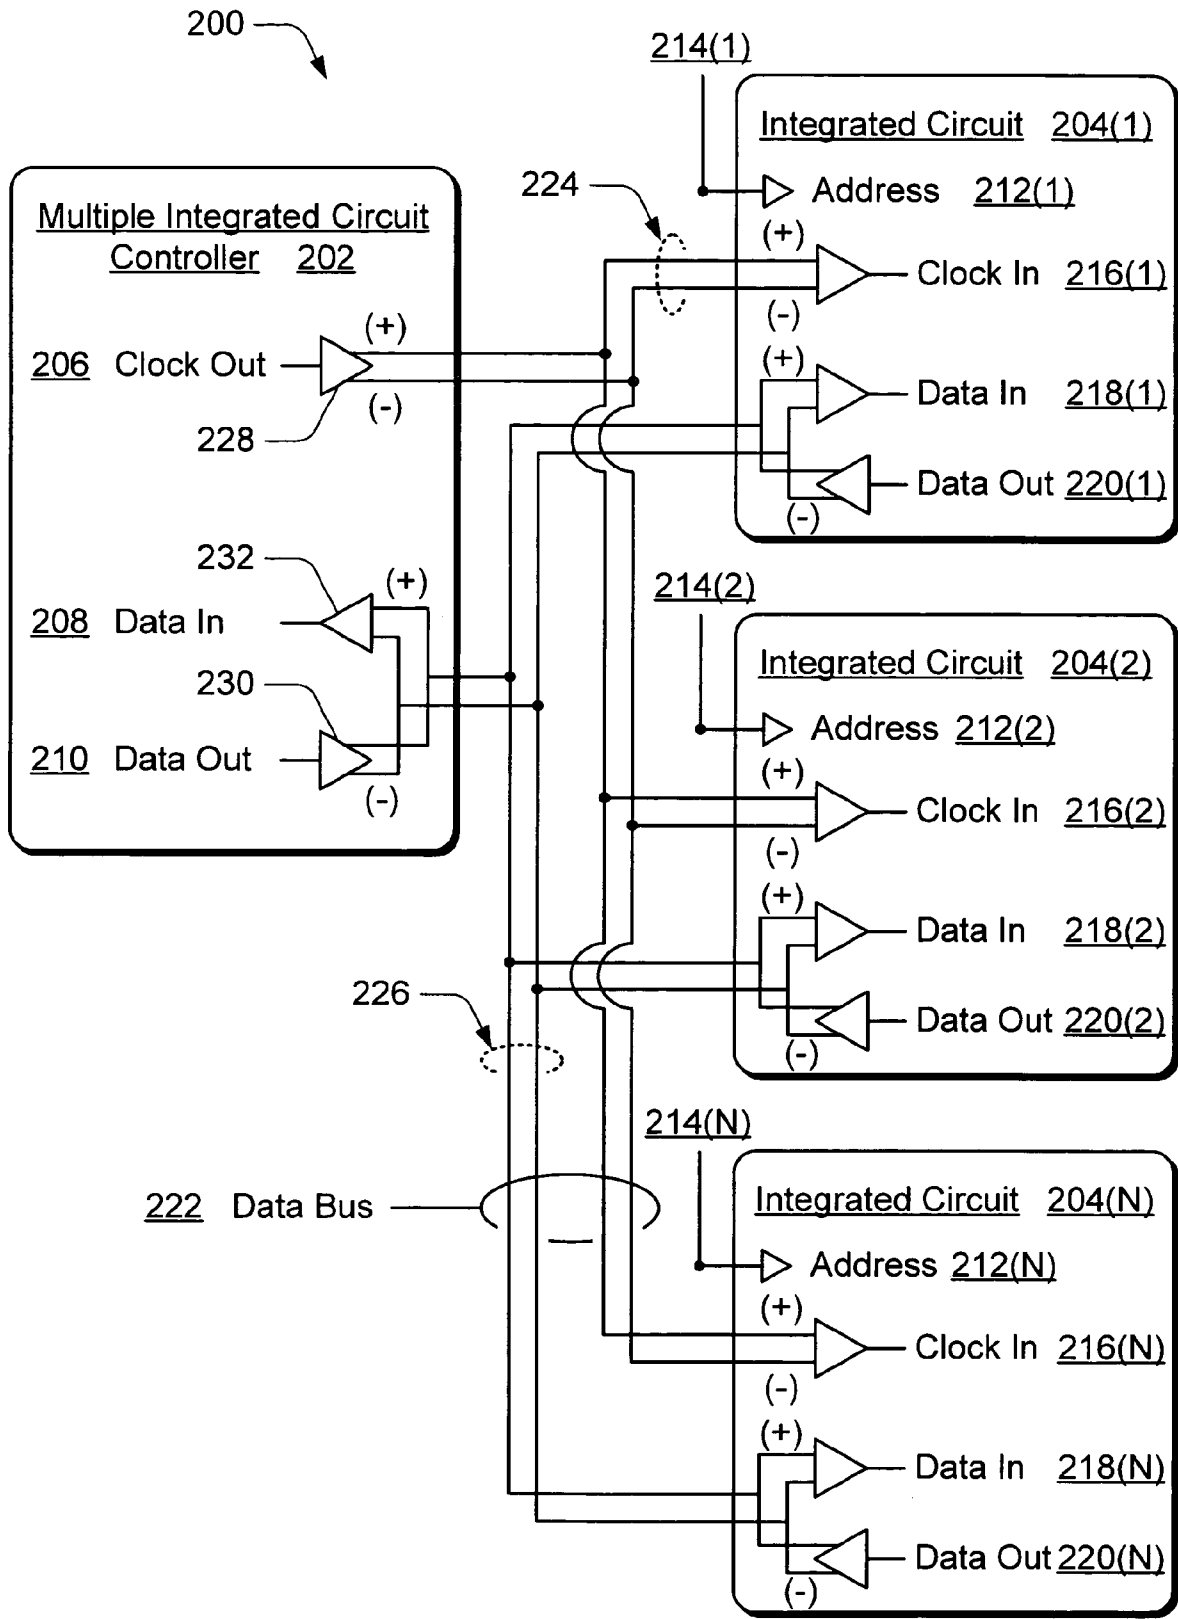 200
Multiple Integrated Circuit
Controller 202
(+)
206 Clock Out
(-)
228
232
(+)
208 Data In
230
210 Data Out
(-)
224
226
222 Data Bus
214(1)
Integrated Circuit 204(1)
Address 212(1)
(+)
Clock In 216(1)
(-)
(+)
Data In 218(1)
Data Out 220(1)
(-)
214(2)
Integrated Circuit 204(2)
Address 212(2)
(+)
Clock In 216(2)
(-)
(+)
Data In 218(2)
Data Out 220(2)
(-)
214(N)
Integrated Circuit 204(N)
Address 212(N)
(+)
Clock In 216(N)
(-)
(+)
Data In 218(N)
Data Out 220(N)
(-)